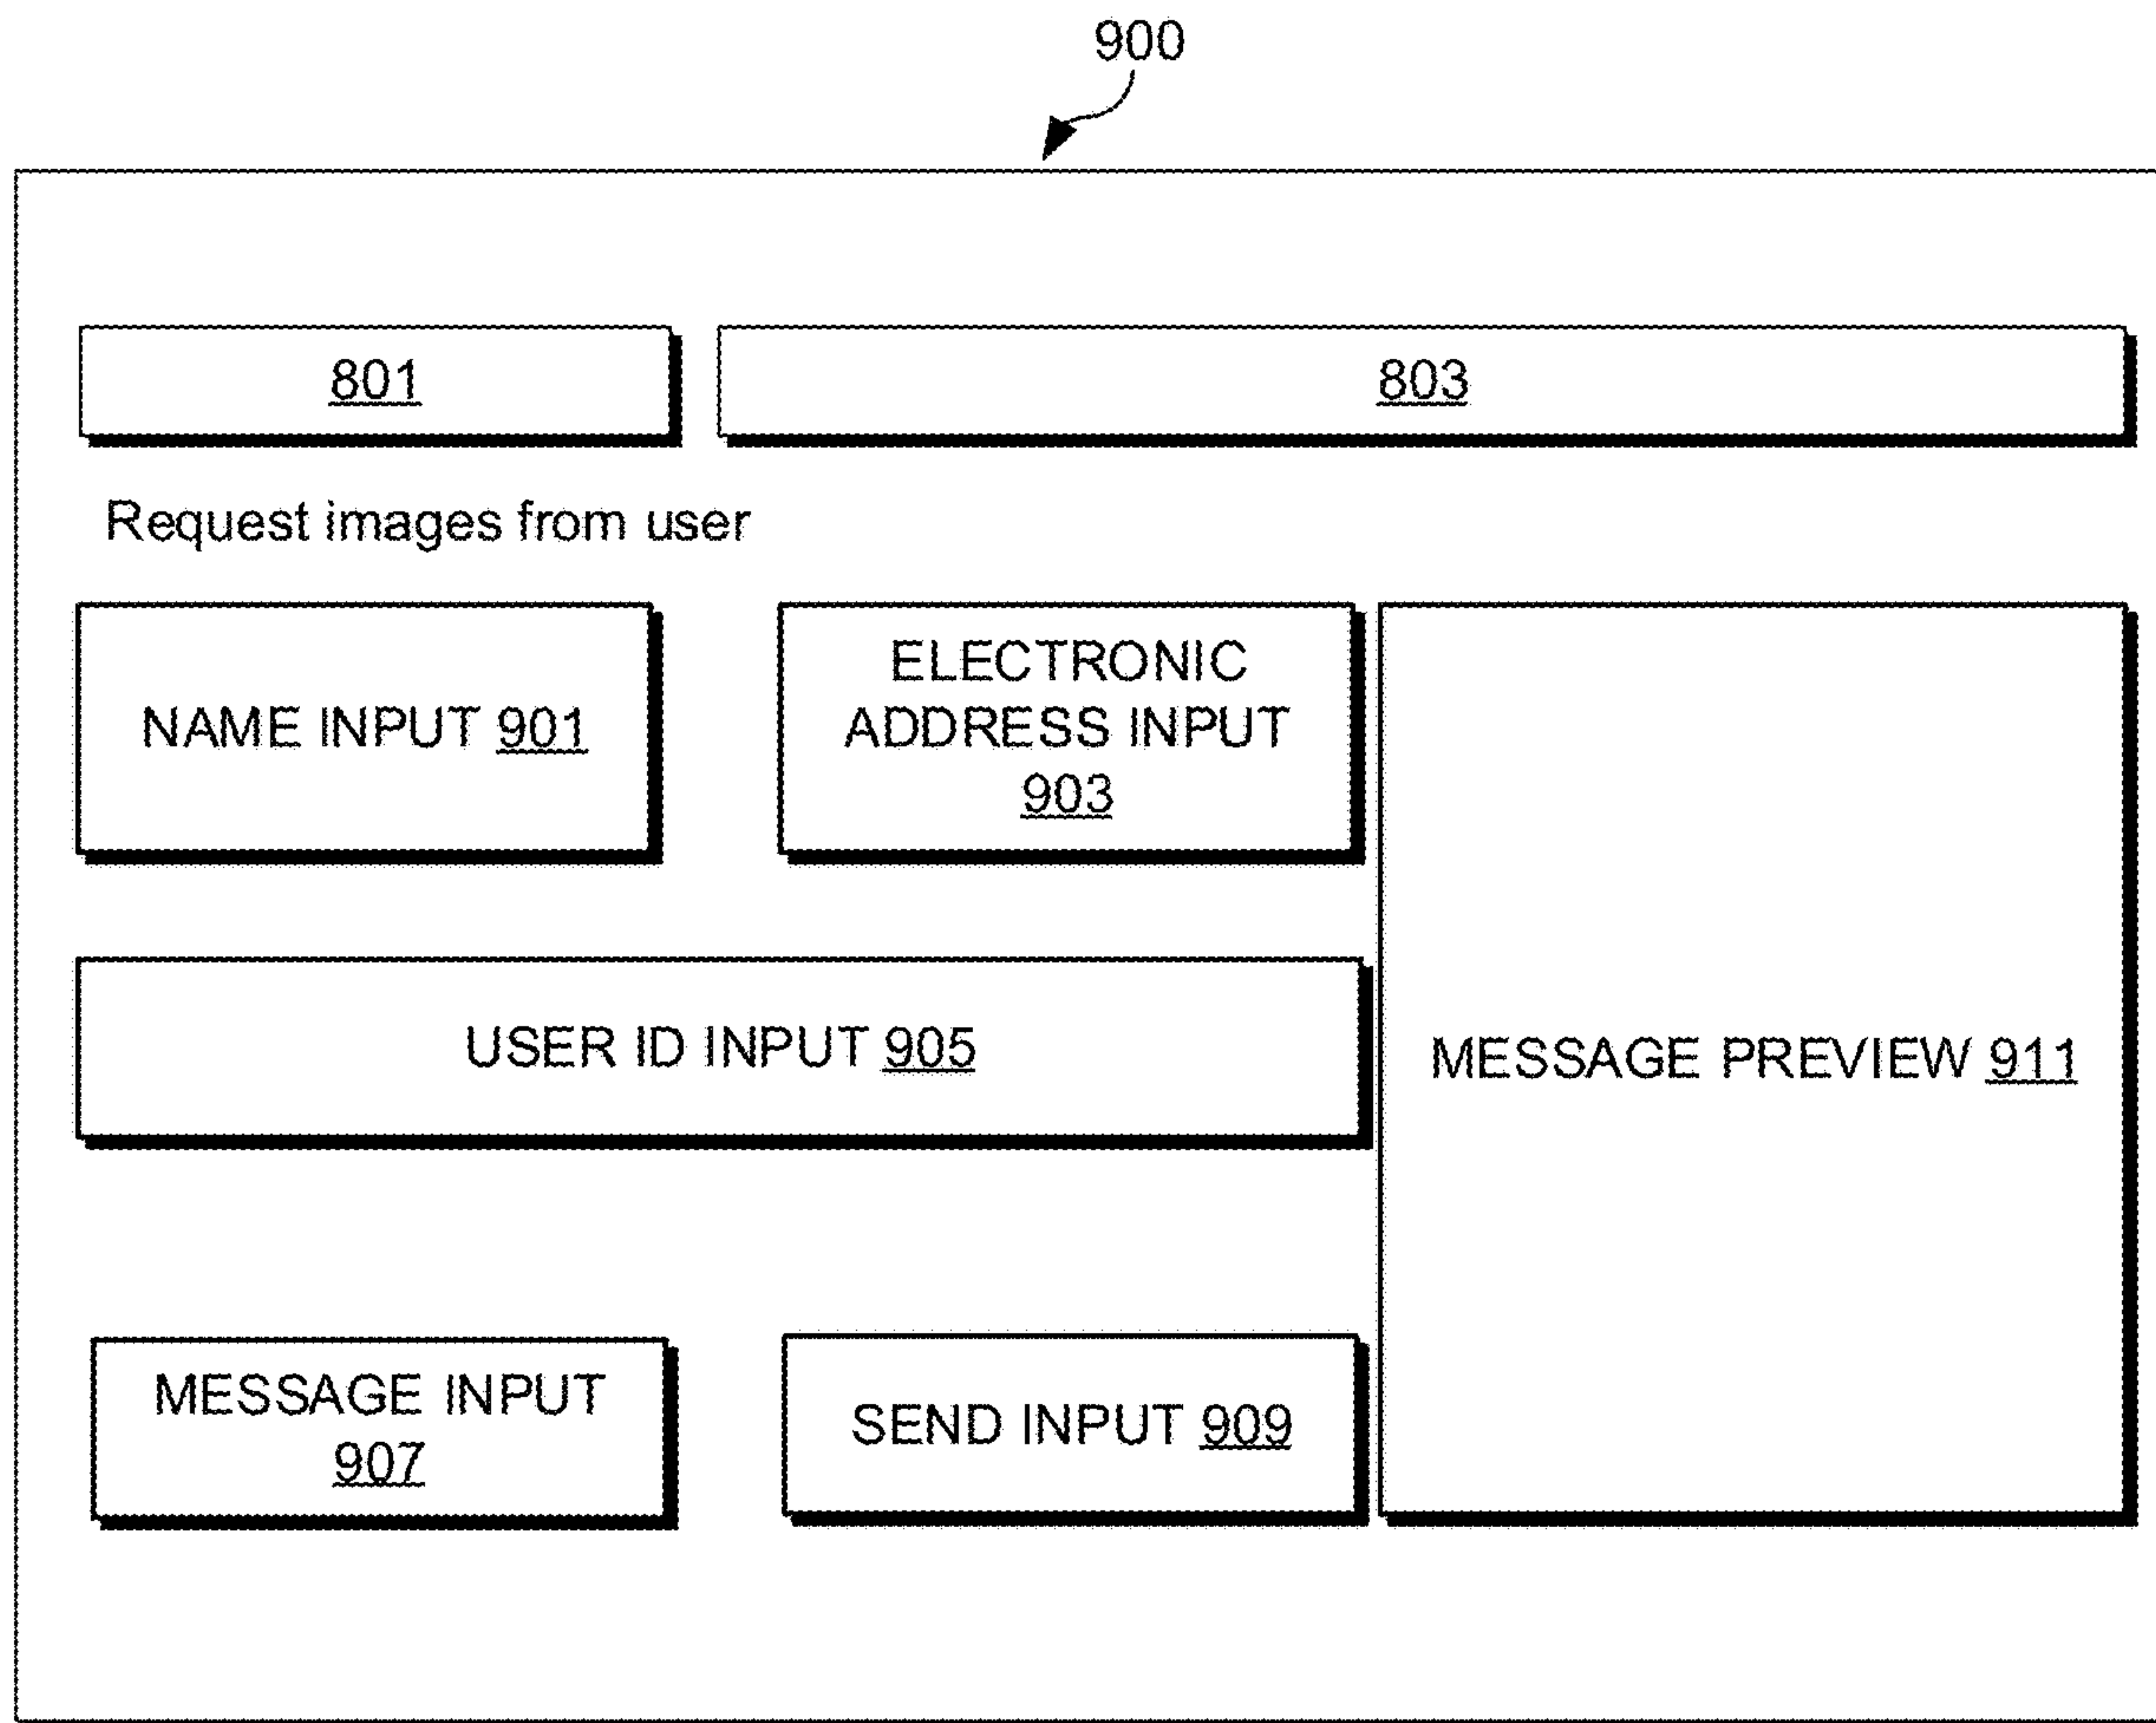 900
801
803
Request images from user
NAME INPUT 901
ELECTRONIC
ADDRESS INPUT
903
USER ID INPUT 905
MESSAGE PREVIEW 911
MESSAGE INPUT
907
SEND INPUT 909